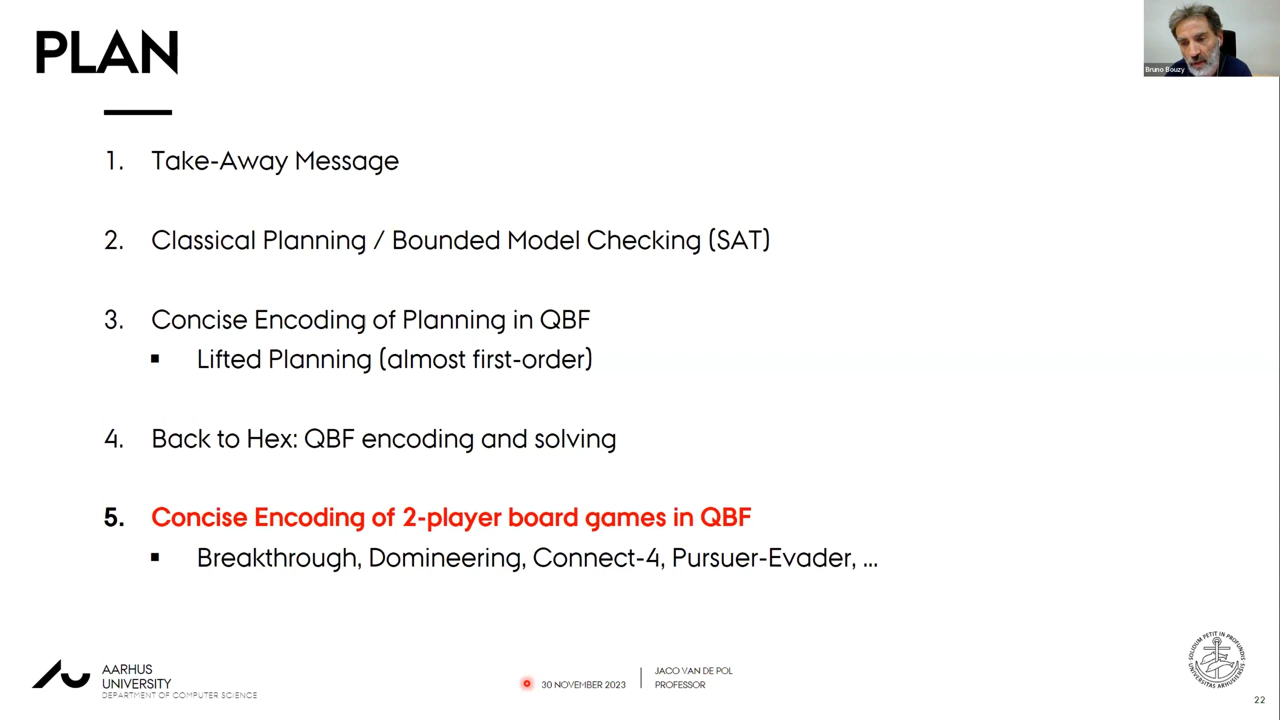 PLAN
Bruno Bouzy
1. Take-Away Message
2. Classical Planning / Bounded Model Checking (SAT)
3. Concise Encoding of Planning in QBF
▪ Lifted Planning (almost first-order)
4. Back to Hex: QBF encoding and solving
5. Concise Encoding of 2-player board games in QBF
▪ Breakthrough, Domineering, Connect-4, Pursuer-Evader, ...
AARHUS
UNIVERSITY
DEPARTMENT OF COMPUTER SCIENCE
30 NOVEMBER 2023
JACO VAN DE POL
PROFESSOR
22